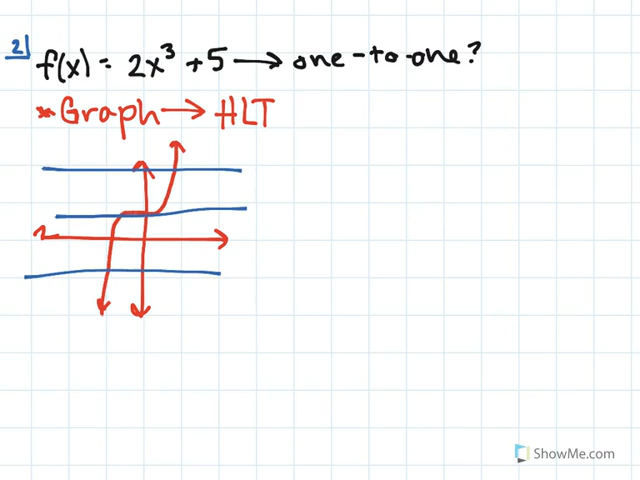 2| f(x) = 2x³ + 5 → one-to-one?
* Graph → HLT
ShowMe.com